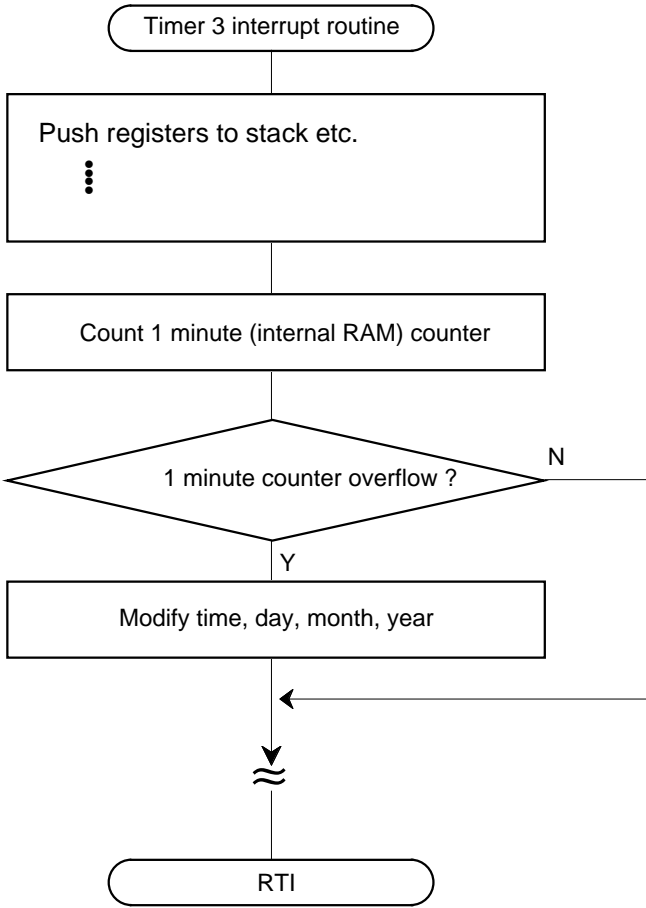 Timer 3 interrupt routine
Push registers to stack etc.
Count 1 minute (internal RAM) counter
1 minute counter overflow ?
N
Y
Modify time, day, month, year
RTI